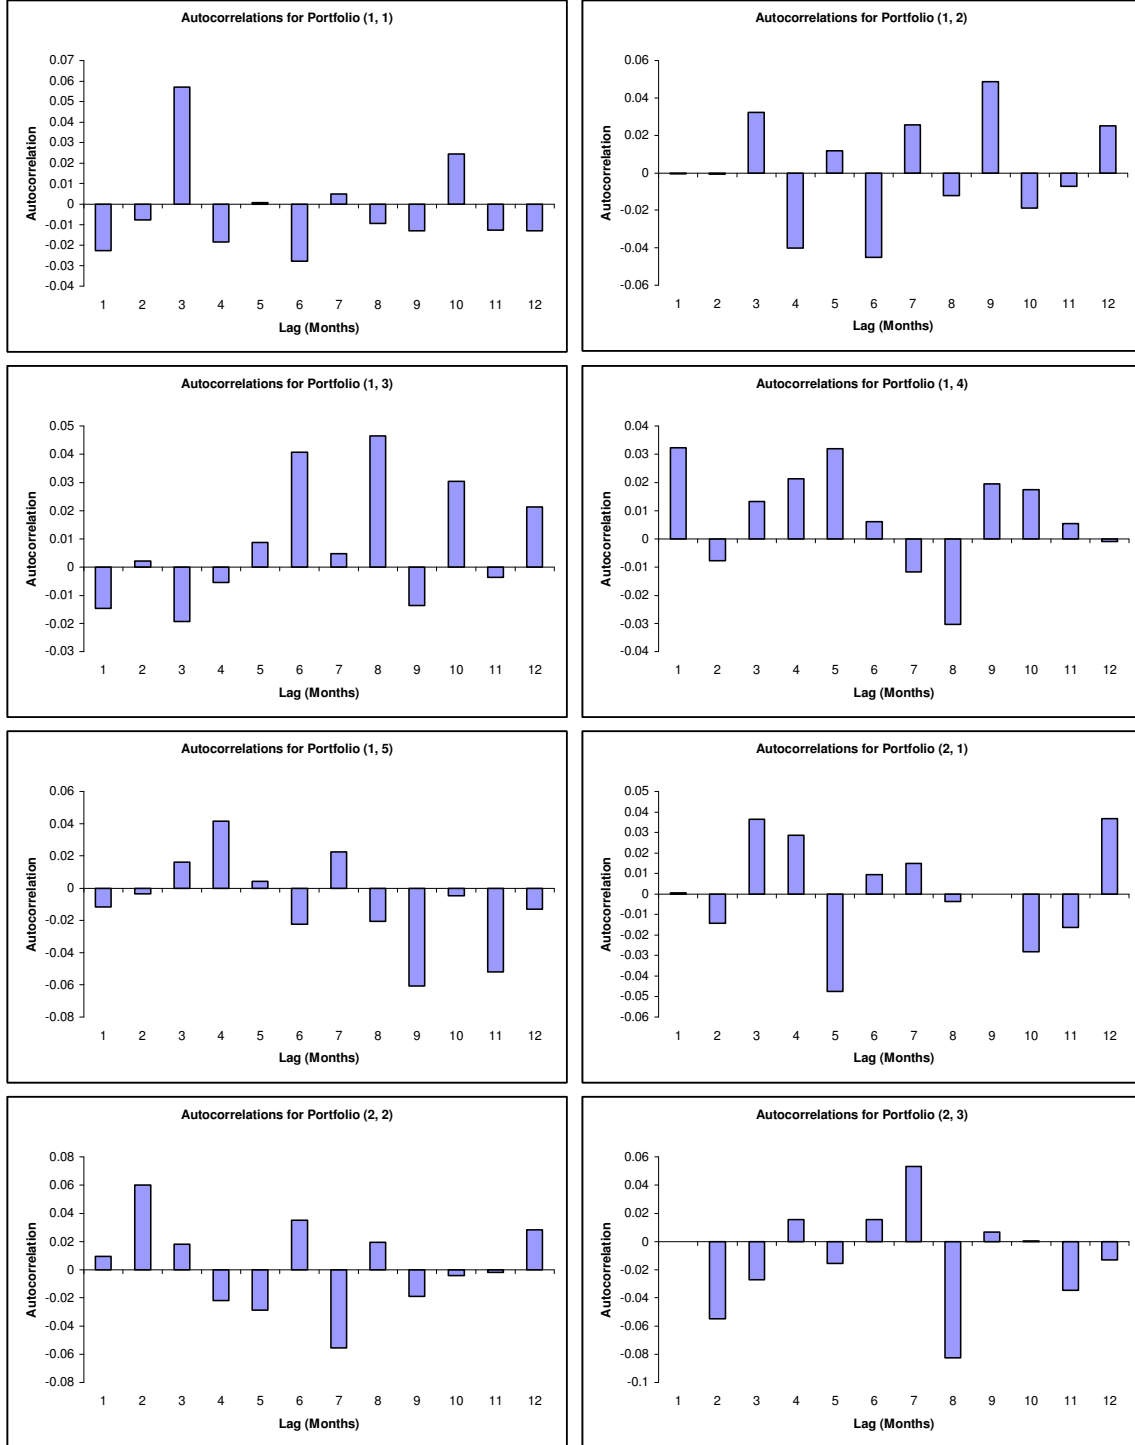 Autocorrelations for Portfolio (1, 1)
0.07
0.06
0.05
0.04
0.03
0.02
0.01
0
-0.01
-0.02
-0.03
-0.04
Autocorrelation
1 2 3 4 5 6 7 8 9 10 11 12
Lag (Months)
Autocorrelations for Portfolio (1, 2)
0.06
0.04
0.02
0
-0.02
-0.04
-0.06
Autocorrelation
1 2 3 4 5 6 7 8 9 10 11 12
Lag (Months)
Autocorrelations for Portfolio (1, 3)
0.05
0.04
0.03
0.02
0.01
0
-0.01
-0.02
-0.03
Autocorrelation
1 2 3 4 5 6 7 8 9 10 11 12
Lag (Months)
Autocorrelations for Portfolio (1, 4)
0.04
0.03
0.02
0.01
0
-0.01
-0.02
-0.03
-0.04
Autocorrelation
1 2 3 4 5 6 7 8 9 10 11 12
Lag (Months)
Autocorrelations for Portfolio (1, 5)
0.06
0.04
0.02
0
-0.02
-0.04
-0.06
-0.08
Autocorrelation
1 2 3 4 5 6 7 8 9 10 11 12
Lag (Months)
Autocorrelations for Portfolio (2, 1)
0.05
0.04
0.03
0.02
0.01
0
-0.01
-0.02
-0.03
-0.04
-0.05
-0.06
Autocorrelation
1 2 3 4 5 6 7 8 9 10 11 12
Lag (Months)
Autocorrelations for Portfolio (2, 2)
0.08
0.06
0.04
0.02
0
-0.02
-0.04
-0.06
-0.08
Autocorrelation
1 2 3 4 5 6 7 8 9 10 11 12
Lag (Months)
Autocorrelations for Portfolio (2, 3)
0.06
0.04
0.02
0
-0.02
-0.04
-0.06
-0.08
-0.1
Autocorrelation
1 2 3 4 5 6 7 8 9 10 11 12
Lag (Months)